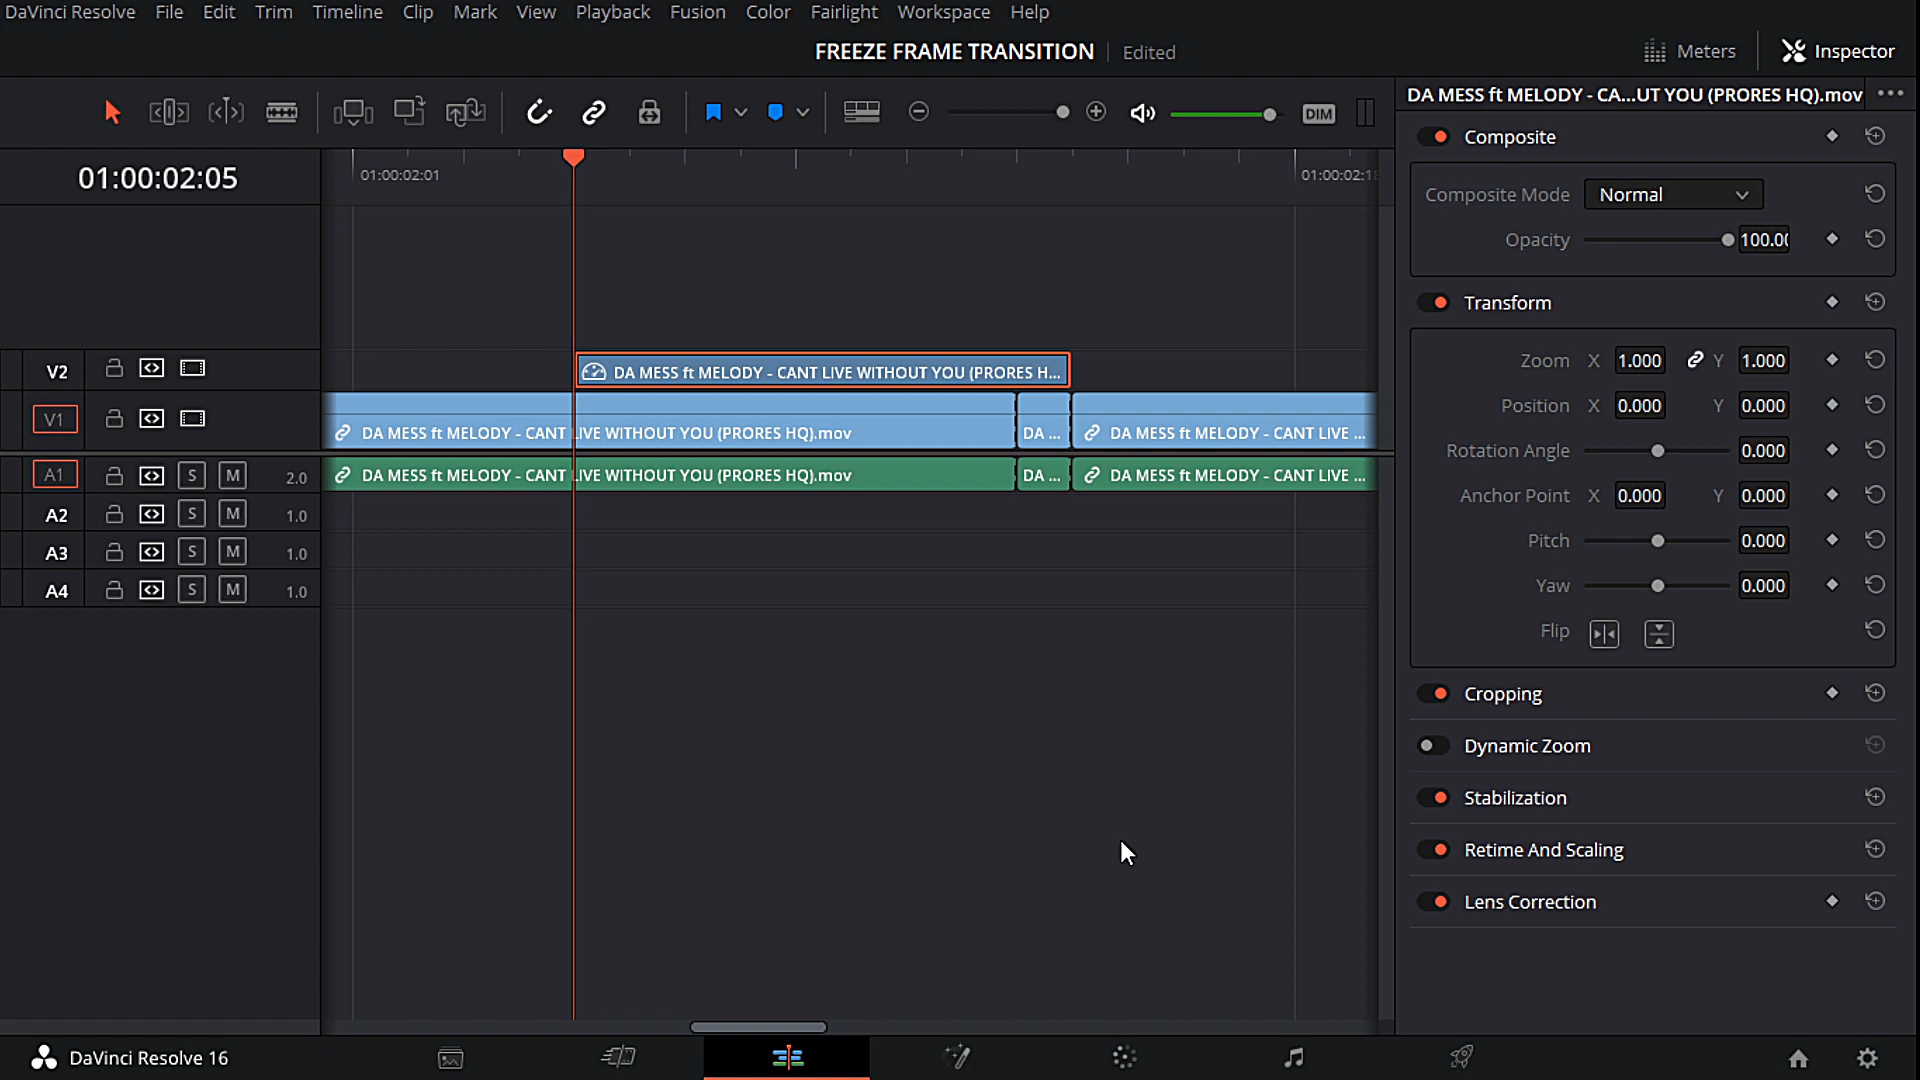 DaVinci Resolve File Edit Trim Timeline Clip Mark View Playback Fusion Color Fairlight Workspace Help
FREEZE FRAME TRANSITION Edited
Meters Inspector
DIM
DA MESS ft MELODY - CA...UT YOU (PRORES HQ).mov
Composite
01:00:02:05
01:00:02:01
Composite Mode Normal
Opacity 100.00
Transform
Zoom X 1.000 Y 1.000
Position X 0.000 Y 0.000
Rotation Angle 0.000
Anchor Point X 0.000 Y 0.000
Pitch 0.000
Yaw 0.000
Flip
Cropping
Dynamic Zoom
Stabilization
Retime And Scaling
Lens Correction
V2 DA MESS ft MELODY - CANT LIVE WITHOUT YOU (PRORES H...
V1 DA MESS ft MELODY - CANT LIVE WITHOUT YOU (PRORES HQ).mov DA ... DA MESS ft MELODY - CANT LIVE ...
A1 S M 2.0 DA MESS ft MELODY - CANT LIVE WITHOUT YOU (PRORES HQ).mov DA ... DA MESS ft MELODY - CANT LIVE ...
A2 S M 1.0
A3 S M 1.0
A4 S M 1.0
DaVinci Resolve 16